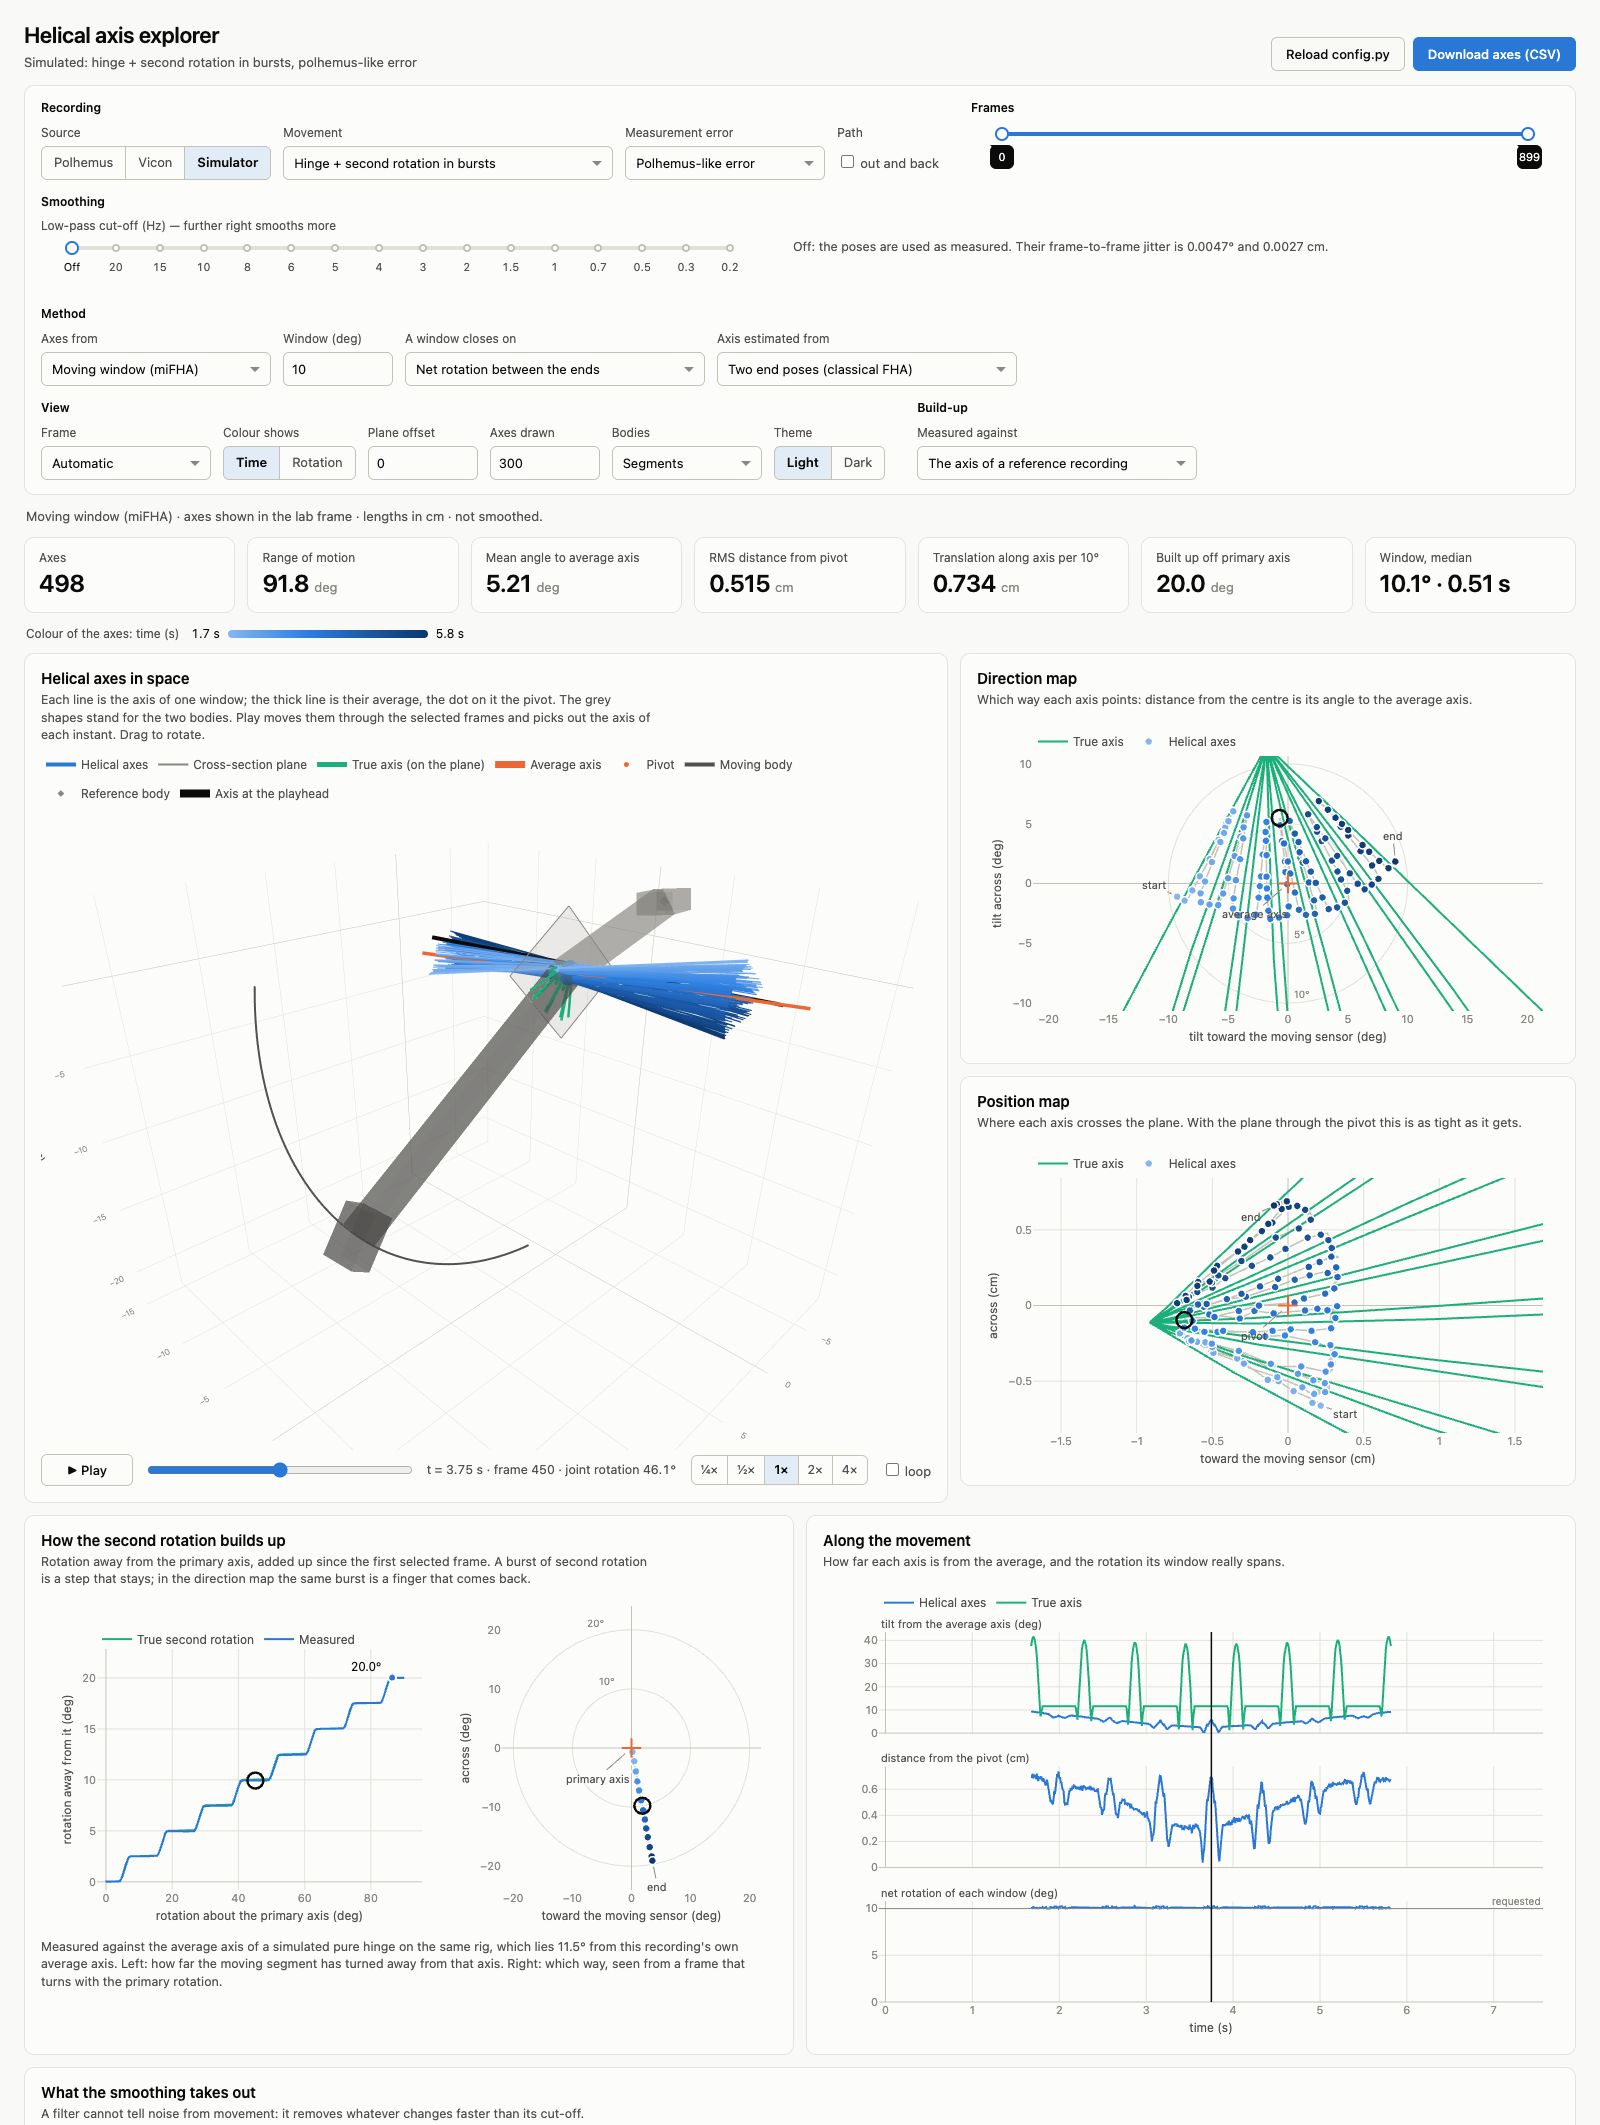 Helical axis explorer
Simulated: hinge + second rotation in bursts, polhemus-like error
Reload config.py
Download axes (CSV)
Recording
Frames
Source
Movement
Measurement error
Path
Polhemus
Vicon
Simulator
Hinge + second rotation in bursts
Polhemus-like error
out and back
0
899
Smoothing
Low-pass cut-off (Hz) — further right smooths more
Off 20 15 10 8 6 5 4 3 2 1.5 1 0.7 0.5 0.3 0.2
Off: the poses are used as measured. Their frame-to-frame jitter is 0.0047° and 0.0027 cm.
Method
Axes from
Window (deg)
A window closes on
Axis estimated from
Moving window (miFHA)
10
Net rotation between the ends
Two end poses (classical FHA)
View
Build-up
Frame
Colour shows
Plane offset
Axes drawn
Bodies
Theme
Measured against
Automatic
Time
Rotation
0
300
Segments
Light
Dark
The axis of a reference recording
Moving window (miFHA) · axes shown in the lab frame · lengths in cm · not smoothed.
Axes
498
Range of motion
91.8 deg
Mean angle to average axis
5.21 deg
RMS distance from pivot
0.515 cm
Translation along axis per 10°
0.734 cm
Built up off primary axis
20.0 deg
Window, median
10.1° · 0.51 s
Colour of the axes: time (s) 1.7 s 5.8 s
Helical axes in space
Each line is the axis of one window; the thick line is their average, the dot on it the pivot. The grey
shapes stand for the two bodies. Play moves them through the selected frames and picks out the axis of
each instant. Drag to rotate.
Helical axes
Cross-section plane
True axis (on the plane)
Average axis
Pivot
Moving body
Reference body
Axis at the playhead
−5
−10
−15
−20
−15
−10
−5
−5
0
5
▶ Play
t = 3.75 s · frame 450 · joint rotation 46.1°
¼×
½×
1×
2×
4×
loop
Direction map
Which way each axis points: distance from the centre is its angle to the average axis.
True axis
Helical axes
tilt across (deg)
10
5
0
−5
−10
start
end
average axis
5°
10°
−20 −15 −10 −5 0 5 10 15 20
tilt toward the moving sensor (deg)
Position map
Where each axis crosses the plane. With the plane through the pivot this is as tight as it gets.
True axis
Helical axes
across (cm)
0.5
0
−0.5
end
pivot
start
−1.5 −1 −0.5 0 0.5 1 1.5
toward the moving sensor (cm)
How the second rotation builds up
Rotation away from the primary axis, added up since the first selected frame. A burst of second rotation
is a step that stays; in the direction map the same burst is a finger that comes back.
True second rotation
Measured
rotation away from it (deg)
20
15
10
5
0
20.0°
0 20 40 60 80
rotation about the primary axis (deg)
across (deg)
20
10
0
−10
−20
20°
10°
primary axis
end
−20 −10 0 10 20
toward the moving sensor (deg)
Measured against the average axis of a simulated pure hinge on the same rig, which lies 11.5° from this recording's own
average axis. Left: how far the moving segment has turned away from that axis. Right: which way, seen from a frame that
turns with the primary rotation.
Along the movement
How far each axis is from the average, and the rotation its window really spans.
Helical axes
True axis
tilt from the average axis (deg)
40
30
20
10
0
distance from the pivot (cm)
0.6
0.4
0.2
0
net rotation of each window (deg)
requested
10
5
0
0 1 2 3 4 5 6 7
time (s)
What the smoothing takes out
A filter cannot tell noise from movement: it removes whatever changes faster than its cut-off.